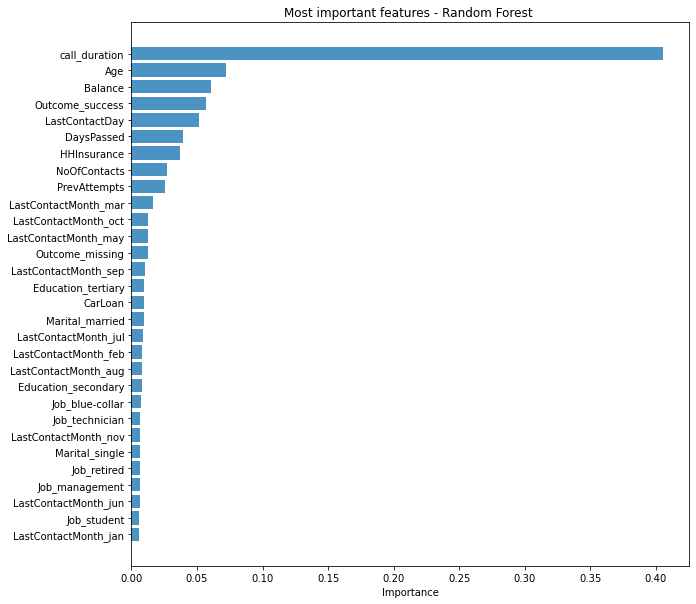 Most important features - Random Forest
call_duration
Age
Balance
Outcome_success
LastContactDay
DaysPassed
HHInsurance
NoOfContacts
PrevAttempts
LastContactMonth_mar
LastContactMonth_oct
LastContactMonth_may
Outcome_missing
LastContactMonth_sep
Education_tertiary
CarLoan
Marital_married
LastContactMonth_jul
LastContactMonth_feb
LastContactMonth_aug
Education_secondary
Job_blue-collar
Job_technician
LastContactMonth_nov
Marital_single
Job_retired
Job_management
LastContactMonth_jun
Job_student
LastContactMonth_jan
0.00 0.05 0.10 0.15 0.20 0.25 0.30 0.35 0.40
Importance